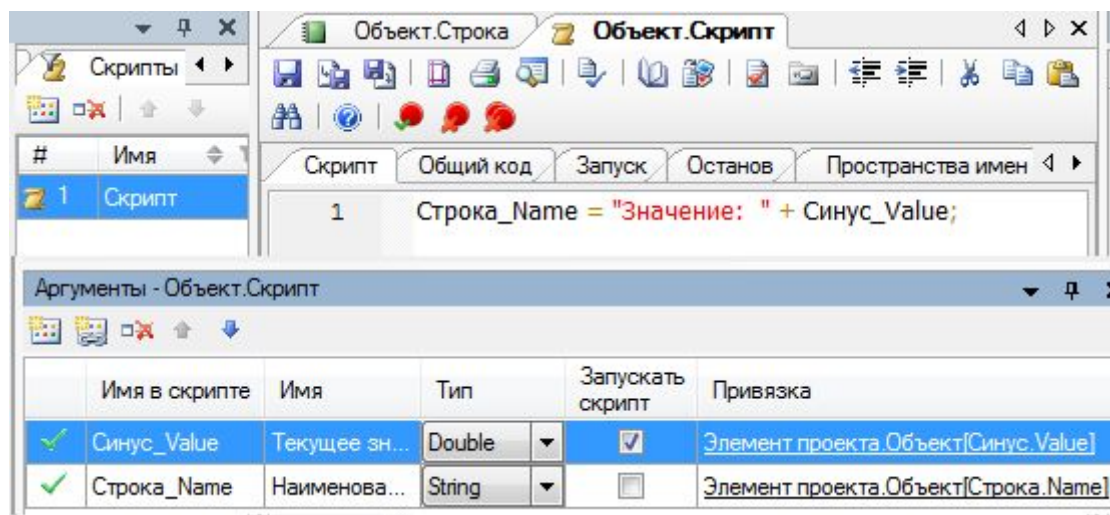 Объект.Строка Объект.Скрипт
Скрипты
# Имя
1 Скрипт
Скрипт Общий код Запуск Останов Пространства имен
1 Строка_Name = "Значение: " + Синус_Value;
Аргументы - Объект.Скрипт
Имя в скрипте Имя Тип Запускать скрипт Привязка
Синус_Value Текущее зн... Double Элемент проекта.Объект[Синус.Value]
Строка_Name Наименова... String Элемент проекта.Объект[Строка.Name]